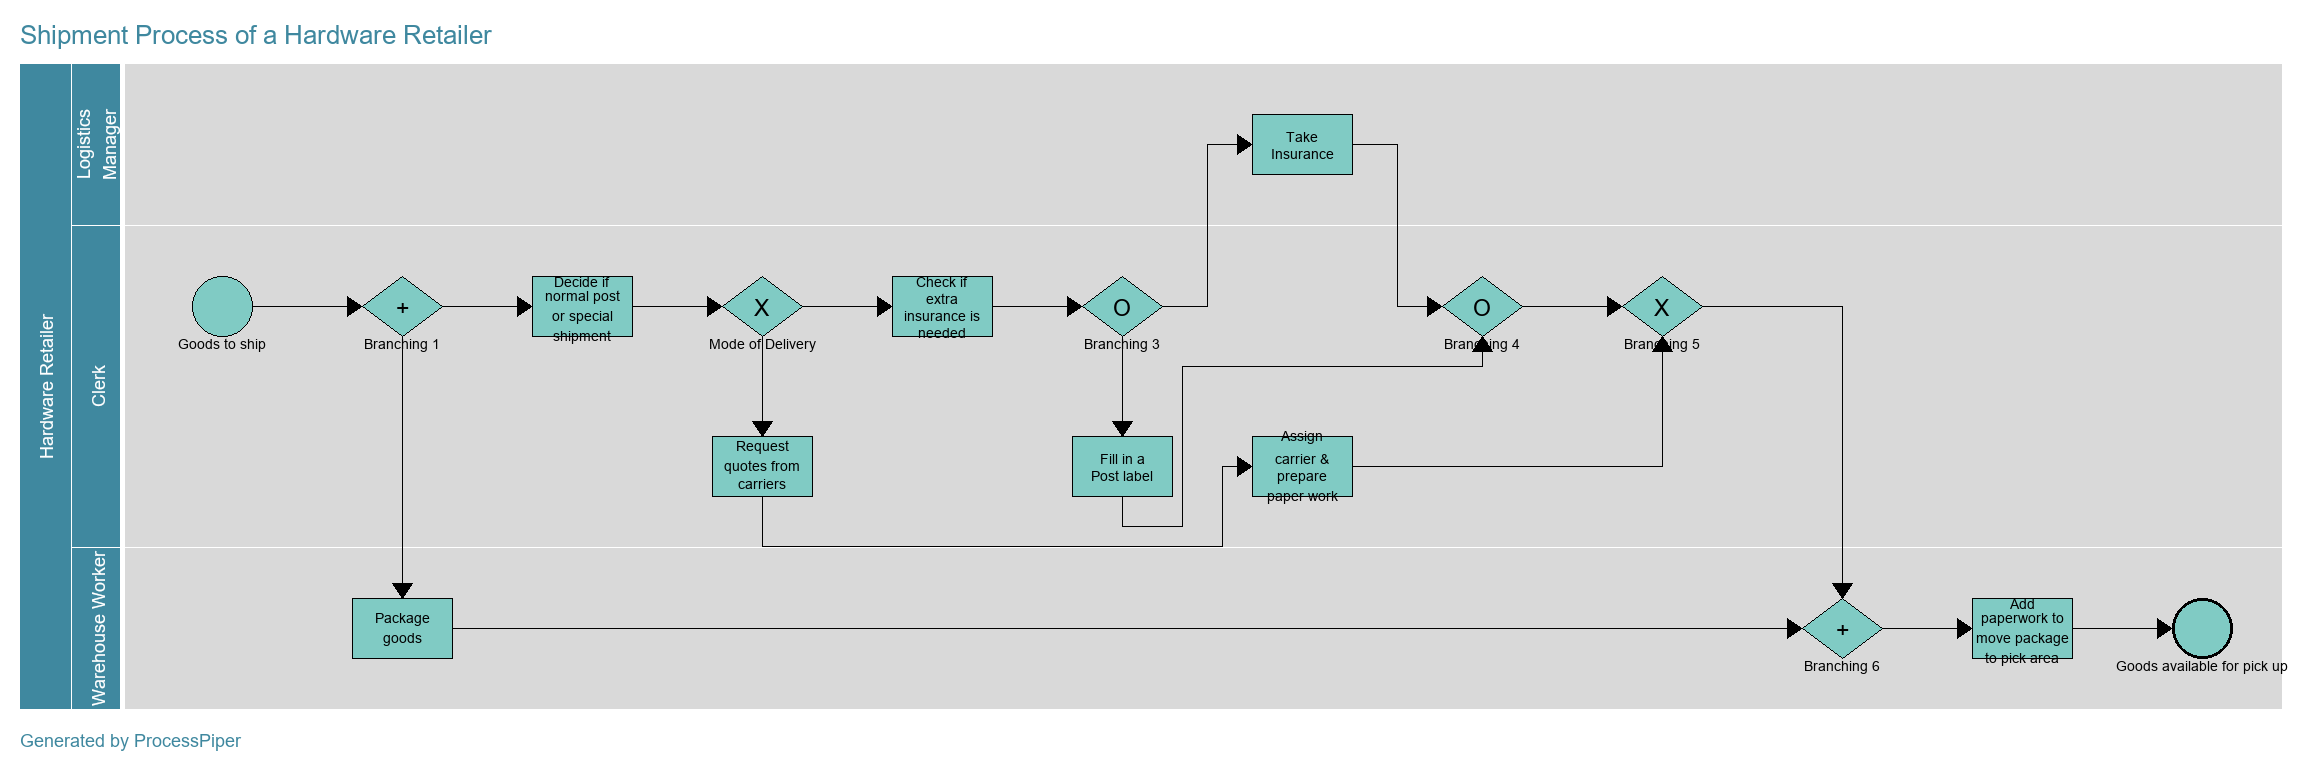 Shipment Process of a Hardware Retailer
Hardware Retailer
Logistics
Manager
Take
Insurance
Clerk
Goods to ship
+
Branching 1
Decide if
normal post
or special
shipment
X
Mode of Delivery
Check if
extra
insurance is
needed
O
Branching 3
O
Branching 4
X
Branching 5
Request
quotes from
carriers
Fill in a
Post label
Assign
carrier &
prepare
paper work
Warehouse Worker
Package
goods
+
Branching 6
Add
paperwork to
move package
to pick area
Goods available for pick up
Generated by ProcessPiper